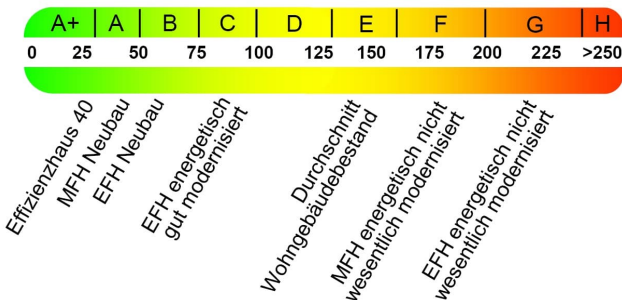 A+ A B C D E F G H
0 25 50 75 100 125 150 175 200 225 >250
Effizienzhaus 40
MFH Neubau
EFH Neubau
EFH energetisch
gut modernisiert
Durchschnitt
Wohngebäudebestand
MFH energetisch nicht
wesentlich modernisiert
EFH energetisch nicht
wesentlich modernisiert